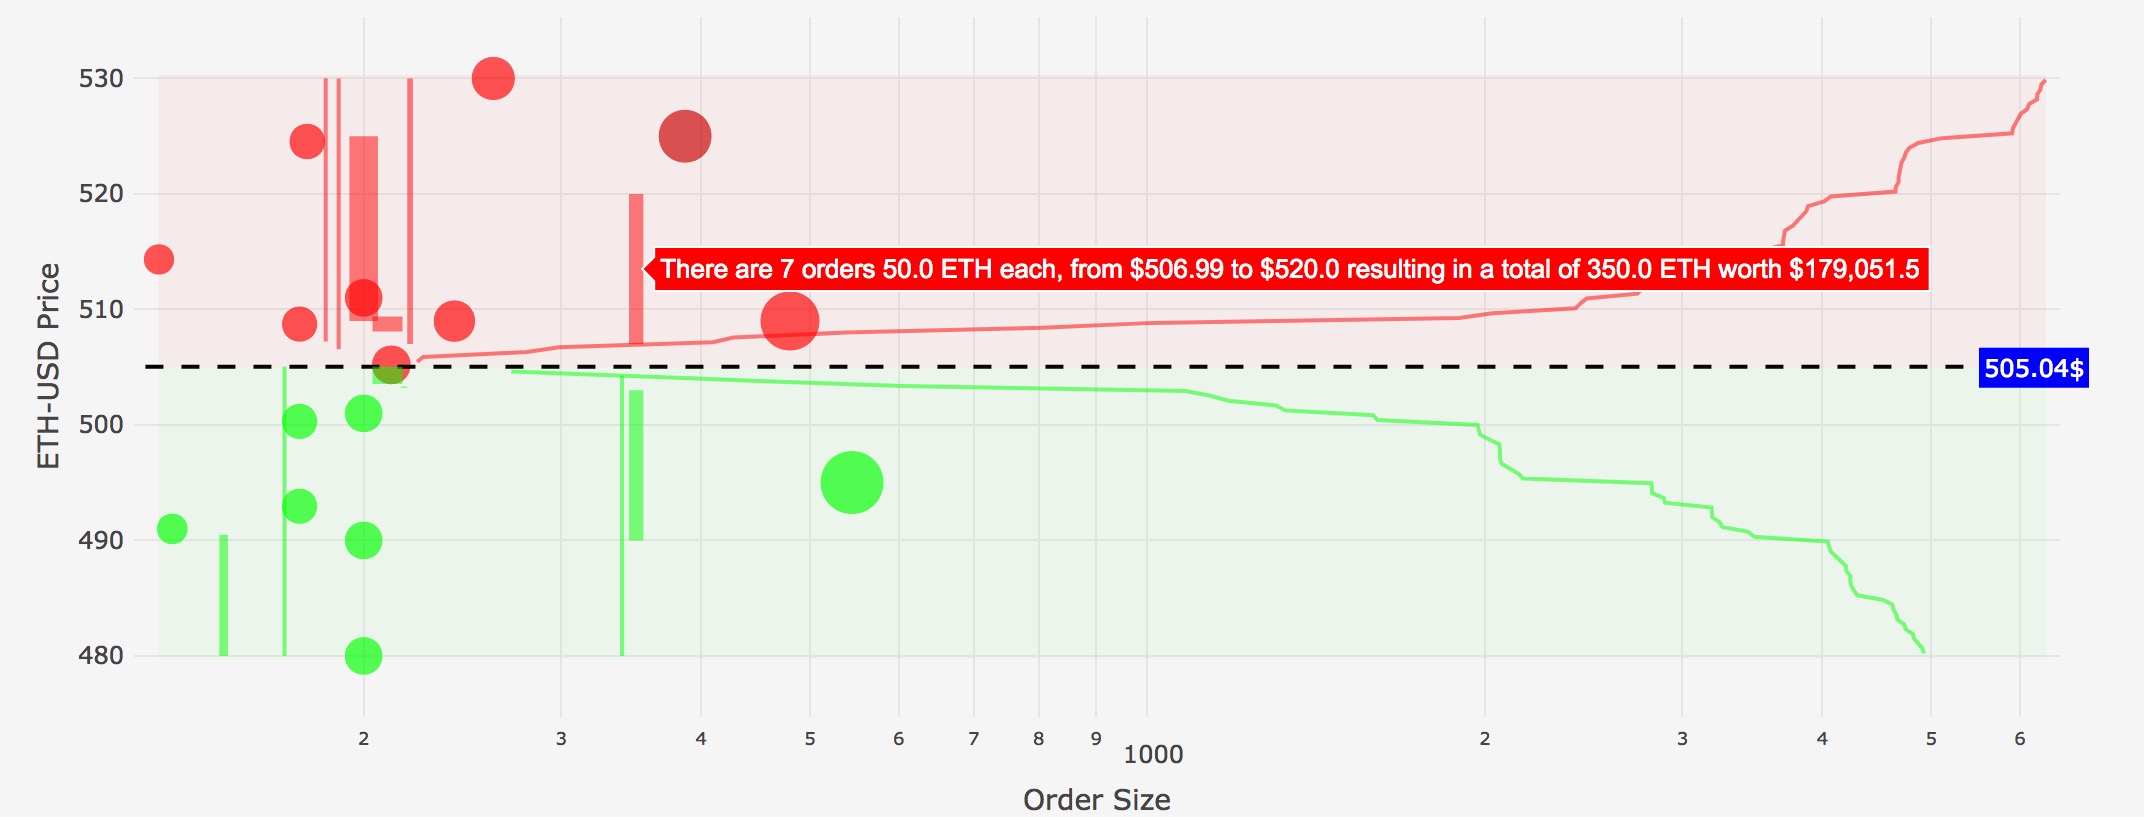 530
520
There are 7 orders 50.0 ETH each, from $506.99 to $520.0 resulting in a total of 350.0 ETH worth $179,051.5
510
ETH-USD Price
505.04$
500
490
480
2 3 4 5 6 7 8 9 1000 2 3 4 5 6
Order Size